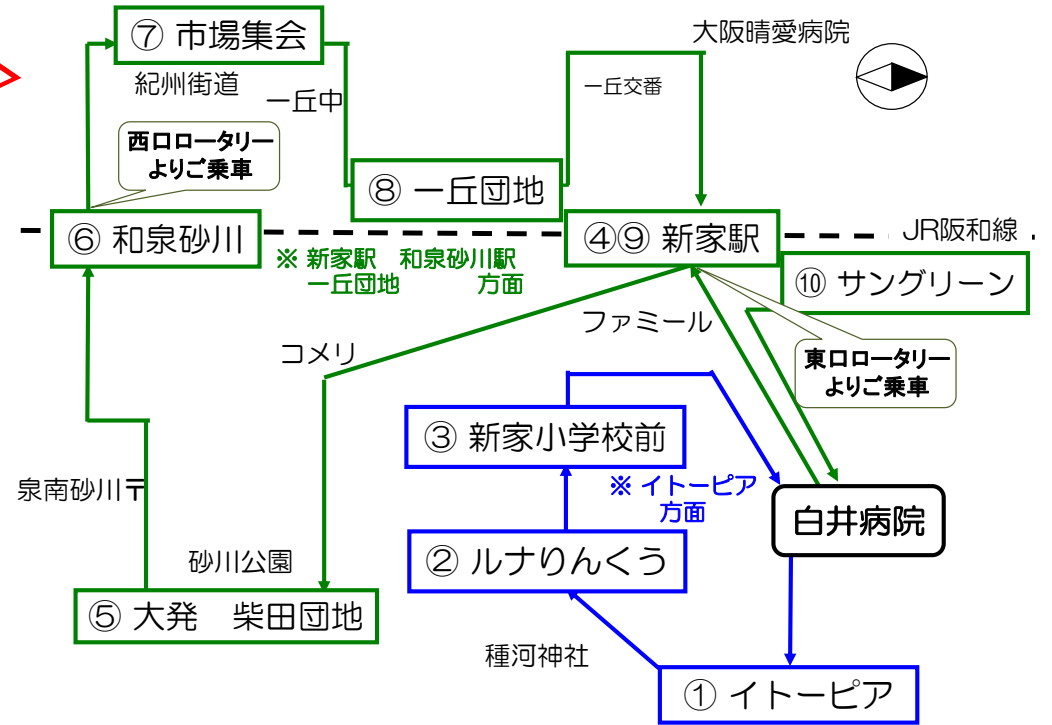 ⑦ 市場集会
大阪晴愛病院
紀州街道
一丘中
一丘交番
西口ロータリー
よりご乗車
⑧ 一丘団地
⑥ 和泉砂川
④⑨ 新家駅
JR阪和線
※ 新家駅　和泉砂川駅
一丘団地　　　方面
⑩ サングリーン
ファミール
コメリ
東口ロータリー
よりご乗車
③ 新家小学校前
※ イトーピア
方面
泉南砂川〒
白井病院
② ルナりんくう
砂川公園
⑤ 大発　柴田団地
種河神社
① イトーピア